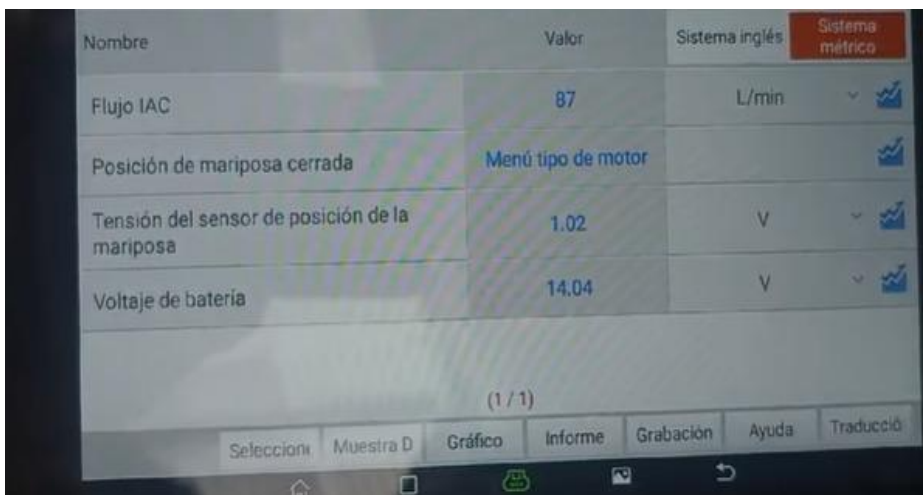 Nombre Valor Sistema inglés Sistema
métrico
Flujo IAC 87 L/min
Posición de mariposa cerrada Menú tipo de motor
Tensión del sensor de posición de la
mariposa 1.02 V
Voltaje de batería 14.04 V
(1 / 1)
Seleccion Muestra D Gráfico Informe Grabación Ayuda Traducció